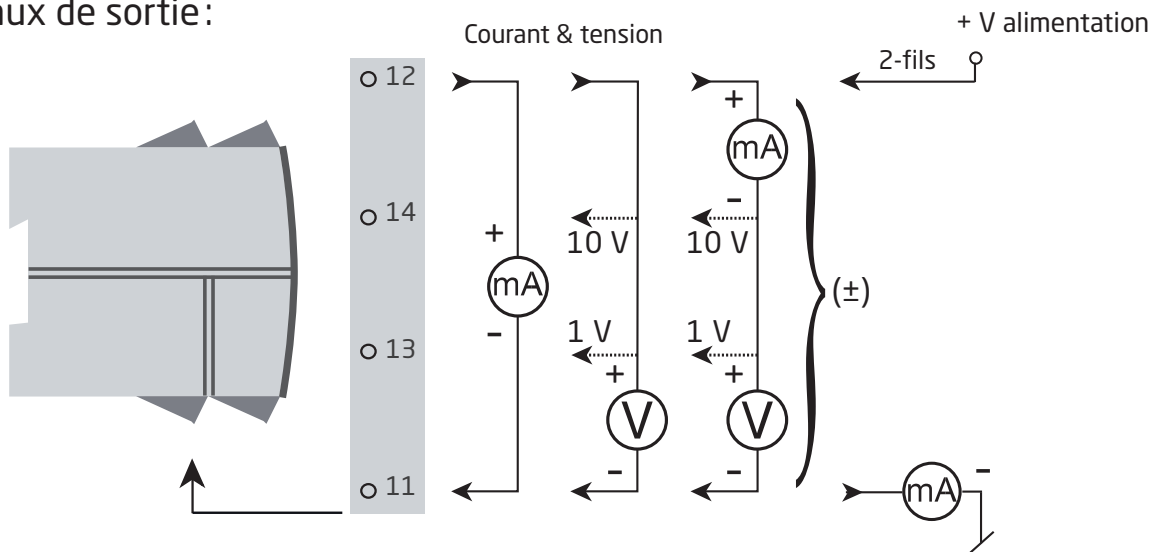 aux de sortie:
+ V alimentation
Courant & tension
2-fils
12
+
mA
-
14
+
10 V
10 V
mA
(±)
-
1 V
1 V
13
+
+
V
V
-
-
11
mA
-